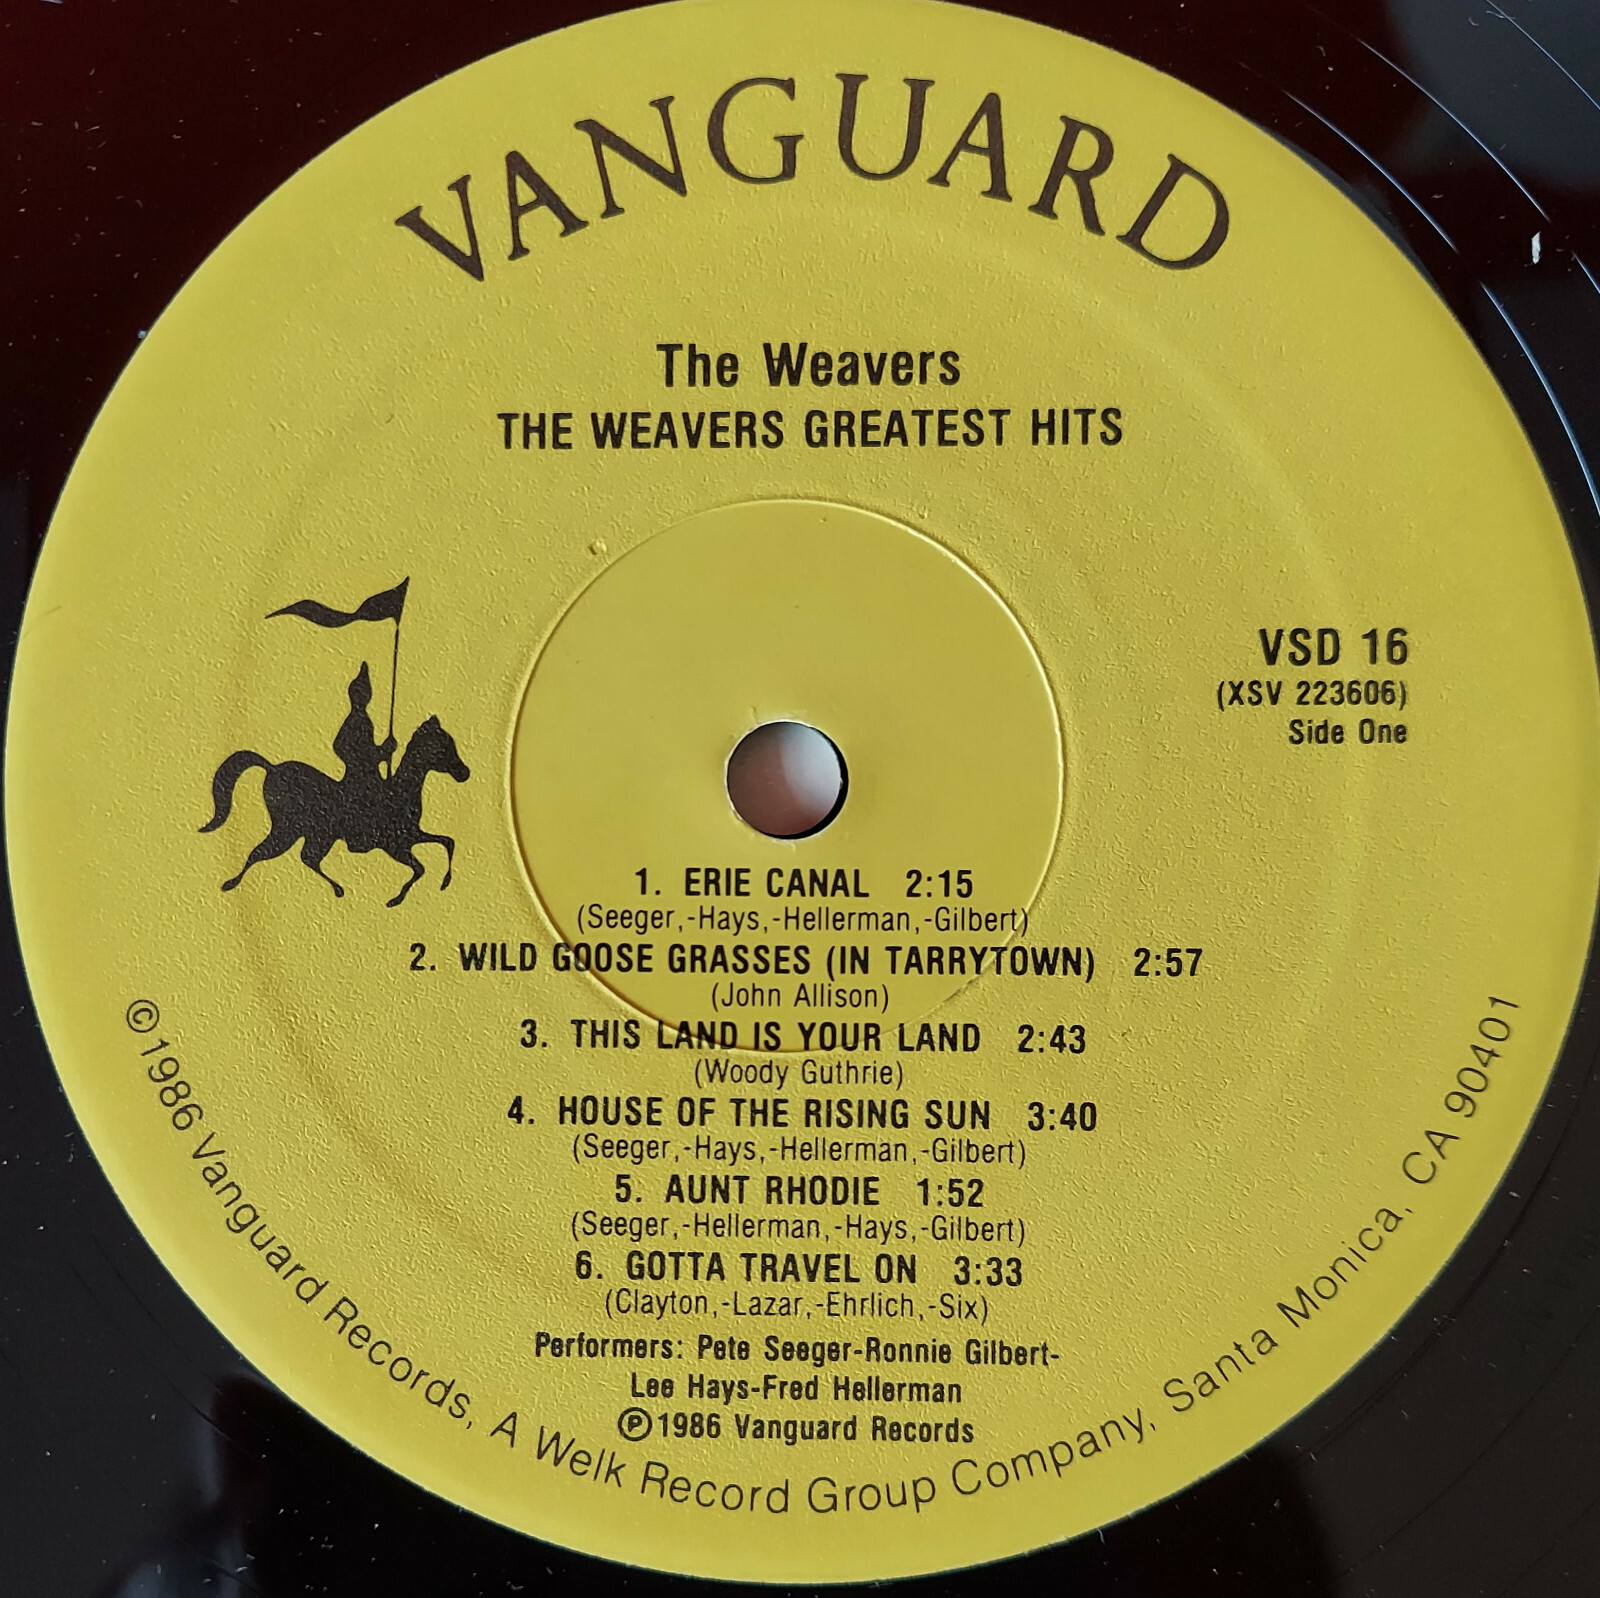 VANGUARD
The Weavers
THE WEAVERS GREATEST HITS
VSD 16
(XSV 223606)
Side One
1. ERIE CANAL 2:15
(Seeger,-Hays,-Hellerman,-Gilbert)
2. WILD GOOSE GRASSES (IN TARRYTOWN) 2:57
(John Allison)
3. THIS LAND IS YOUR LAND 2:43
(Woody Guthrie)
4. HOUSE OF THE RISING SUN 3:40
(Seeger,-Hays,-Hellerman,-Gilbert)
5. AUNT RHODIE 1:52
(Seeger,-Hellerman,-Hays,-Gilbert)
6. GOTTA TRAVEL ON 3:33
(Clayton,-Lazar,-Ehrlich,-Six)
Performers: Pete Seeger-Ronnie Gilbert-
Lee Hays-Fred Hellerman
℗1986 Vanguard Records
©1986 Vanguard Records, A Welk Record Group Company, Santa Monica, CA 90401